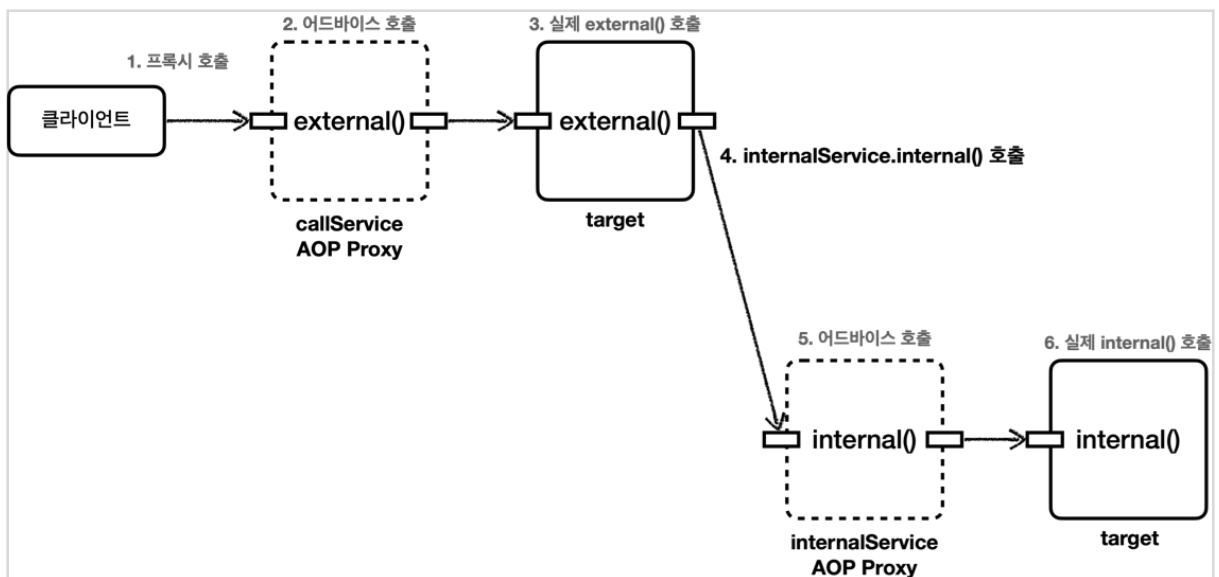 2. 어드바이스 호출
3. 실제 external() 호출
1. 프록시 호출
클라이언트
external()
external()
4. internalService.internal() 호출
callService
AOP Proxy
target
5. 어드바이스 호출
6. 실제 internal() 호출
internal()
internal()
internalService
AOP Proxy
target